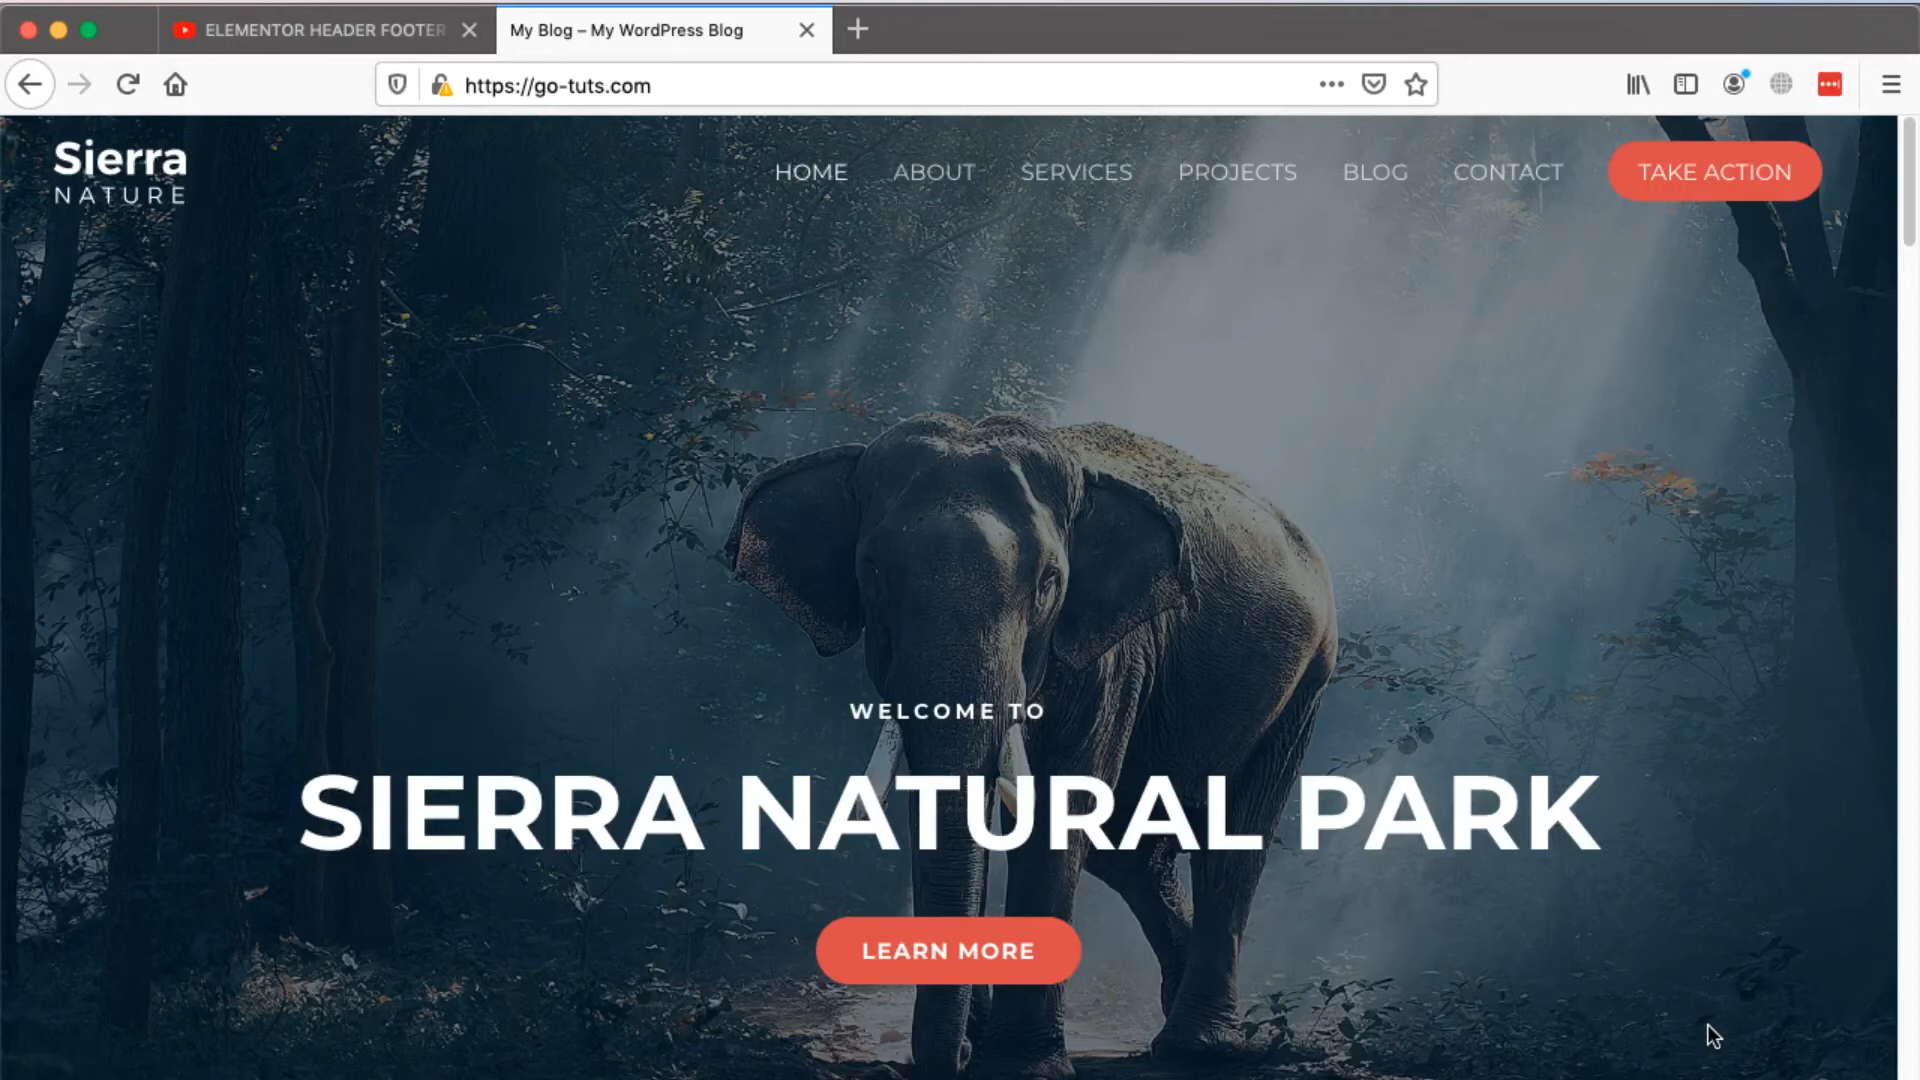 ELEMENTOR HEADER FOOTER
My Blog – My WordPress Blog
https://go-tuts.com
Sierra
NATURE
HOME ABOUT SERVICES PROJECTS BLOG CONTACT TAKE ACTION
WELCOME TO
SIERRA NATURAL PARK
LEARN MORE